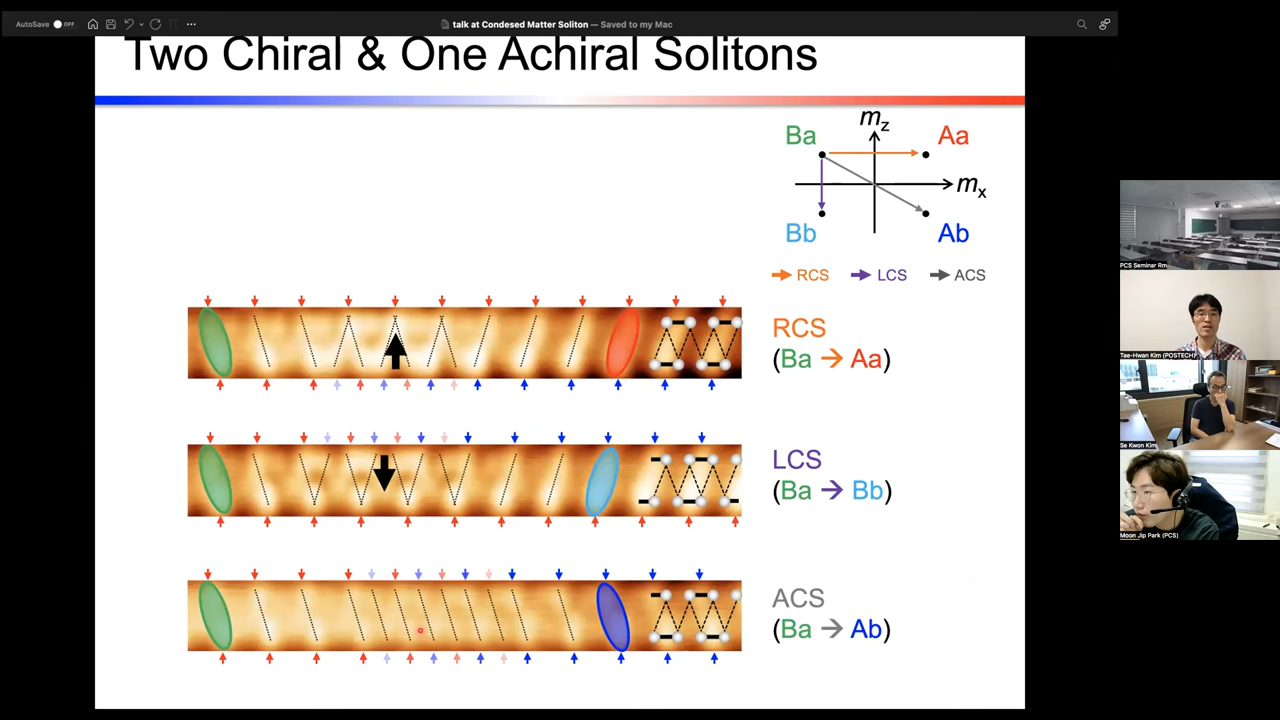 AutoSave OFF
talk at Condesed Matter Soliton — Saved to my Mac
Two Chiral & One Achiral Solitons
mz
Ba
Aa
mx
Bb
Ab
RCS
LCS
ACS
RCS
(Ba → Aa)
LCS
(Ba → Bb)
ACS
(Ba → Ab)
PCS Seminar Rm
Tae-Hwan Kim (POSTECH)
Se Kwon Kim
Moon Jip Park (PCS)